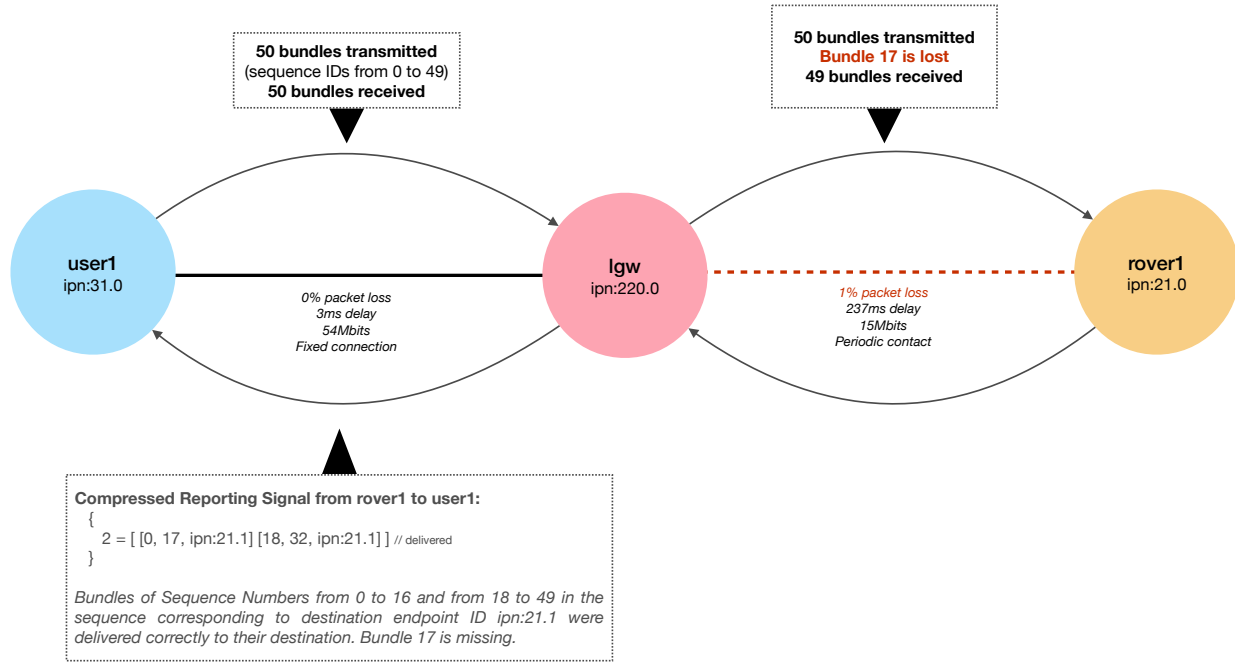 50 bundles transmitted
(sequence IDs from 0 to 49)
50 bundles received
50 bundles transmitted
Bundle 17 is lost
49 bundles received
user1
ipn:31.0
0% packet loss
3ms delay
54Mbits
Fixed connection
lgw
ipn:220.0
1% packet loss
237ms delay
15Mbits
Periodic contact
rover1
ipn:21.0
Compressed Reporting Signal from rover1 to user1:
{
2 = [ [0, 17, ipn:21.1] [18, 32, ipn:21.1] ] // delivered
}
Bundles of Sequence Numbers from 0 to 16 and from 18 to 49 in the
sequence corresponding to destination endpoint ID ipn:21.1 were
delivered correctly to their destination. Bundle 17 is missing.